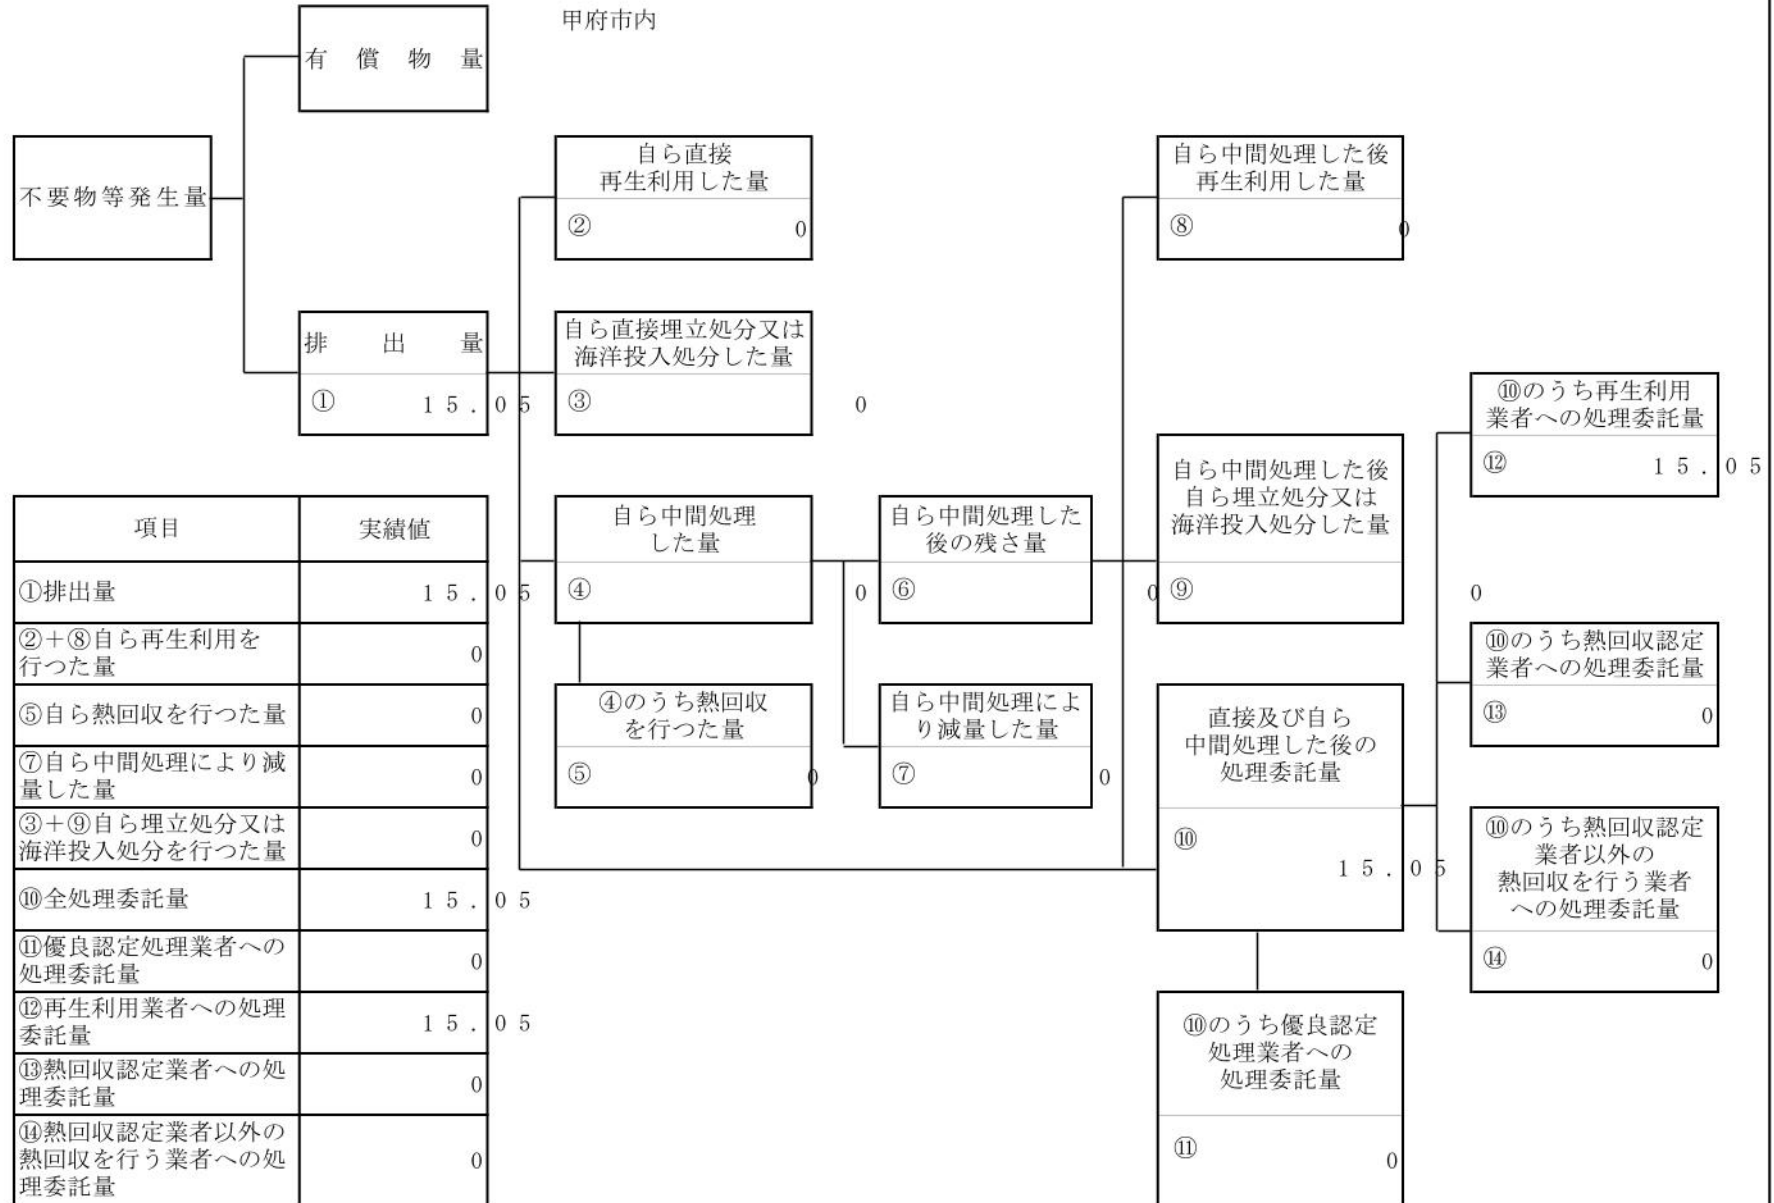 甲府市内
有償物量
不要物等発生量
自ら直接
再生利用した量
② 0
自ら中間処理した後
再生利用した量
⑧ 0
排出量
① 15.05
自ら直接埋立処分又は
海洋投入処分した量
③ 0
⑩のうち再生利用
業者への処理委託量
⑫ 15.05
自ら中間処理
した量
④ 0
自ら中間処理した
後の残さ量
⑥ 0
自ら中間処理した後
自ら埋立処分又は
海洋投入処分した量
⑨ 0
④のうち熱回収
を行つた量
⑤ 0
自ら中間処理によ
り減量した量
⑦ 0
直接及び自ら
中間処理した後の
処理委託量
⑩ 15.05
⑩のうち熱回収認定
業者への処理委託量
⑬ 0
⑩のうち熱回収認定
業者以外の
熱回収を行う業者
への処理委託量
⑭ 0
⑩のうち優良認定
処理業者への
処理委託量
⑪ 0
項目 実績値
①排出量 15.05
②+⑧自ら再生利用を
行つた量 0
⑤自ら熱回収を行つた量 0
⑦自ら中間処理により減
量した量 0
③+⑨自ら埋立処分又は
海洋投入処分を行つた量 0
⑩全処理委託量 15.05
⑪優良認定処理業者への
処理委託量 0
⑫再生利用業者への処理
委託量 15.05
⑬熱回収認定業者への処
理委託量 0
⑭熱回収認定業者以外の
熱回収を行う業者への処
理委託量 0